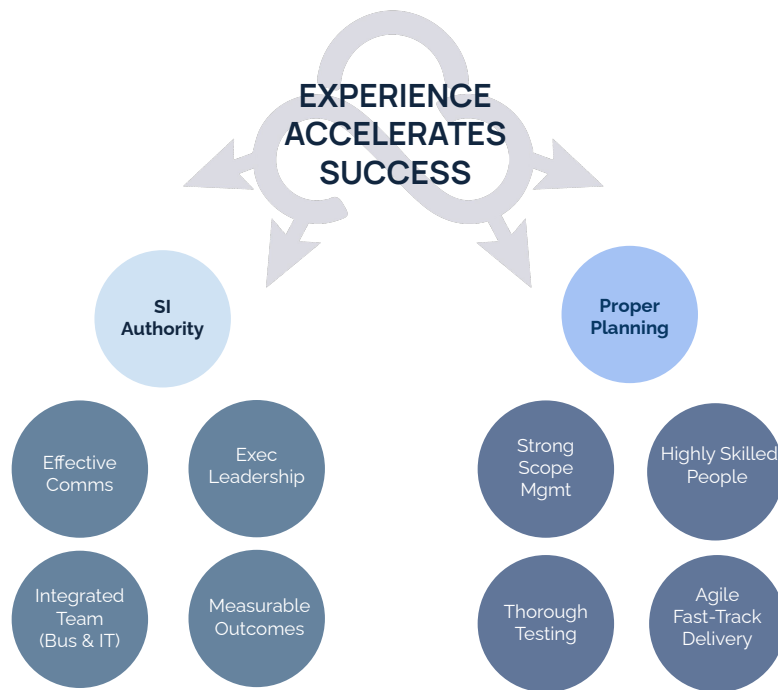 EXPERIENCE
ACCELERATES
SUCCESS
SI
Authority
Effective
Comms
Exec
Leadership
Integrated
Team
(Bus & IT)
Measurable
Outcomes
Proper
Planning
Strong
Scope
Mgmt
Highly Skilled
People
Thorough
Testing
Agile
Fast-Track
Delivery